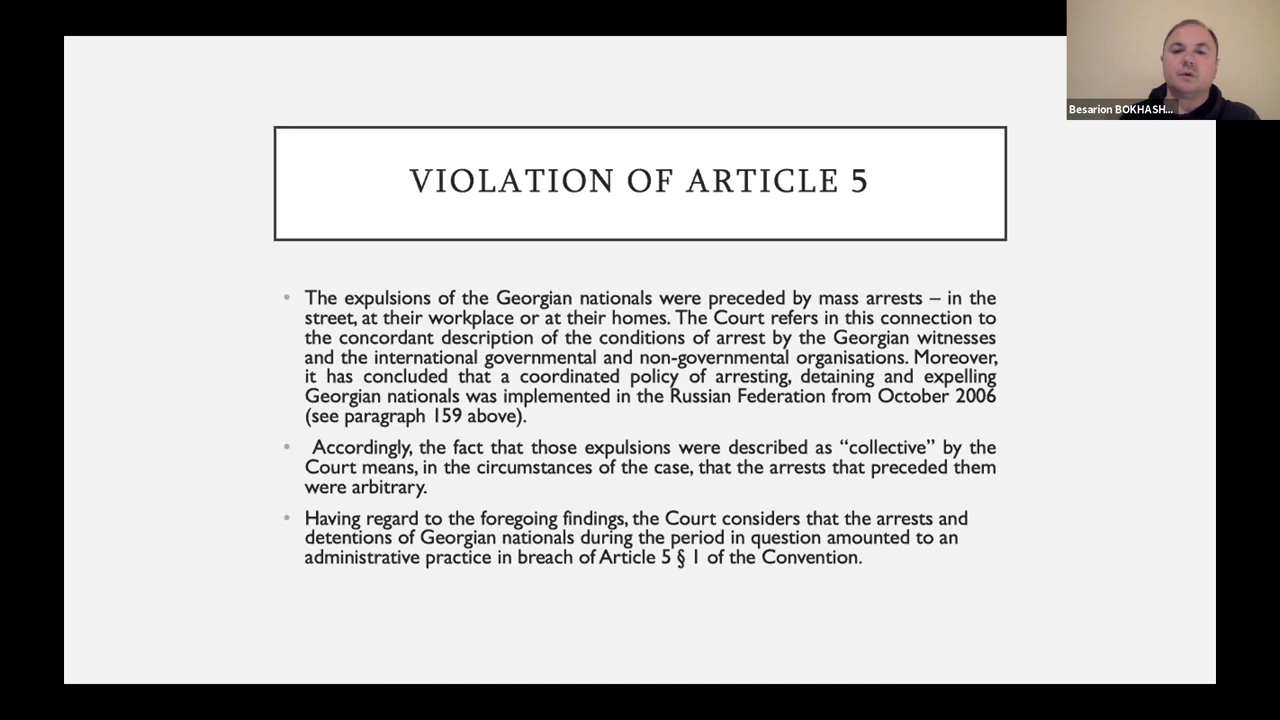 Besarion BOKHASH...
VIOLATION OF ARTICLE 5
• The expulsions of the Georgian nationals were preceded by mass arrests – in the
street, at their workplace or at their homes. The Court refers in this connection to
the concordant description of the conditions of arrest by the Georgian witnesses
and the international governmental and non-governmental organisations. Moreover,
it has concluded that a coordinated policy of arresting, detaining and expelling
Georgian nationals was implemented in the Russian Federation from October 2006
(see paragraph 159 above).
• Accordingly, the fact that those expulsions were described as “collective” by the
Court means, in the circumstances of the case, that the arrests that preceded them
were arbitrary.
• Having regard to the foregoing findings, the Court considers that the arrests and
detentions of Georgian nationals during the period in question amounted to an
administrative practice in breach of Article 5 § 1 of the Convention.